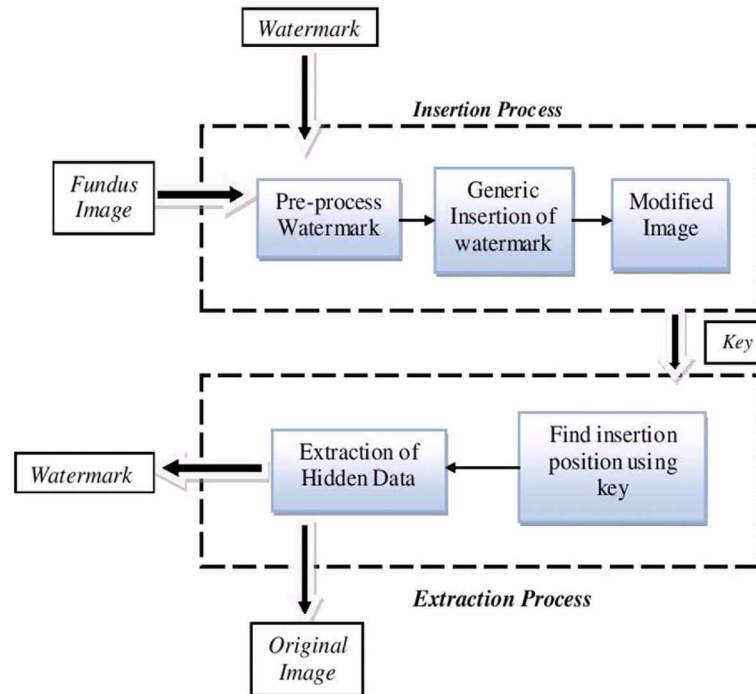 Watermark
Insertion Process
Fundus
Image
Pre-process
Watermark
Generic
Insertion of
watermark
Modified
Image
Key
Watermark
Extraction of
Hidden Data
Find insertion
position using
key
Extraction Process
Original
Image